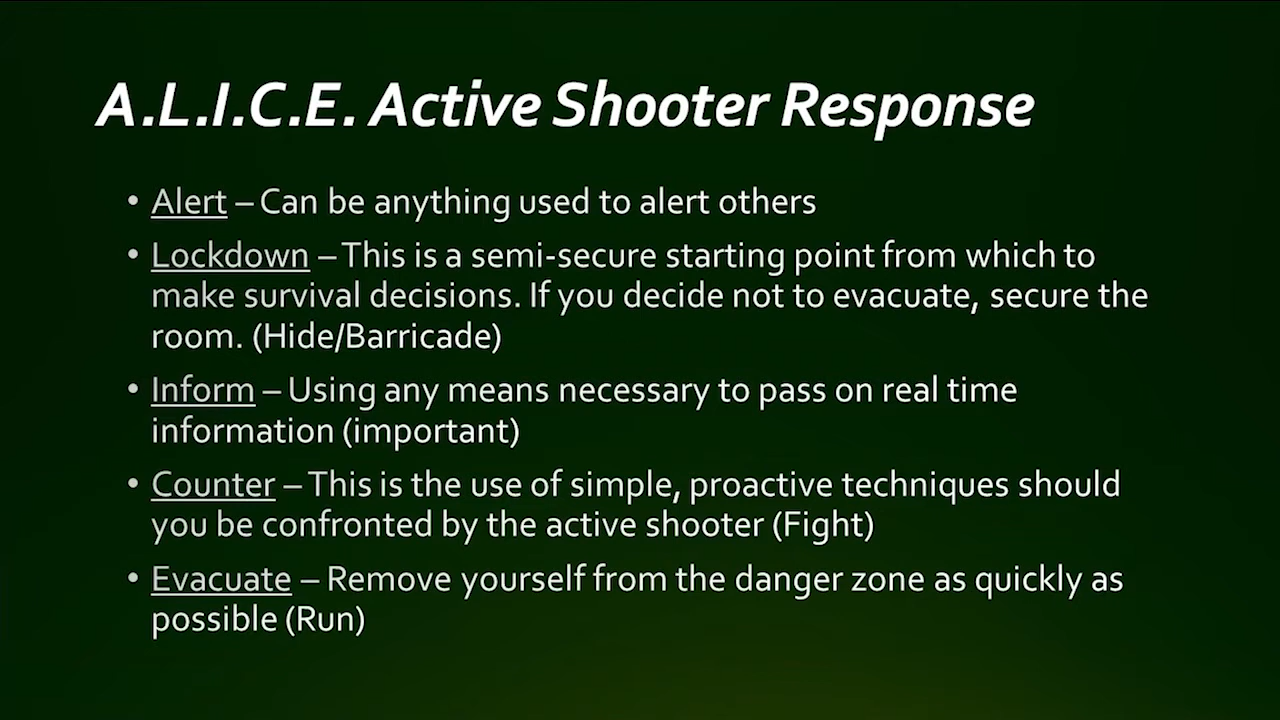 A.L.I.C.E. Active Shooter Response
• Alert – Can be anything used to alert others
• Lockdown – This is a semi-secure starting point from which to
make survival decisions. If you decide not to evacuate, secure the
room. (Hide/Barricade)
• Inform – Using any means necessary to pass on real time
information (important)
• Counter – This is the use of simple, proactive techniques should
you be confronted by the active shooter (Fight)
• Evacuate – Remove yourself from the danger zone as quickly as
possible (Run)